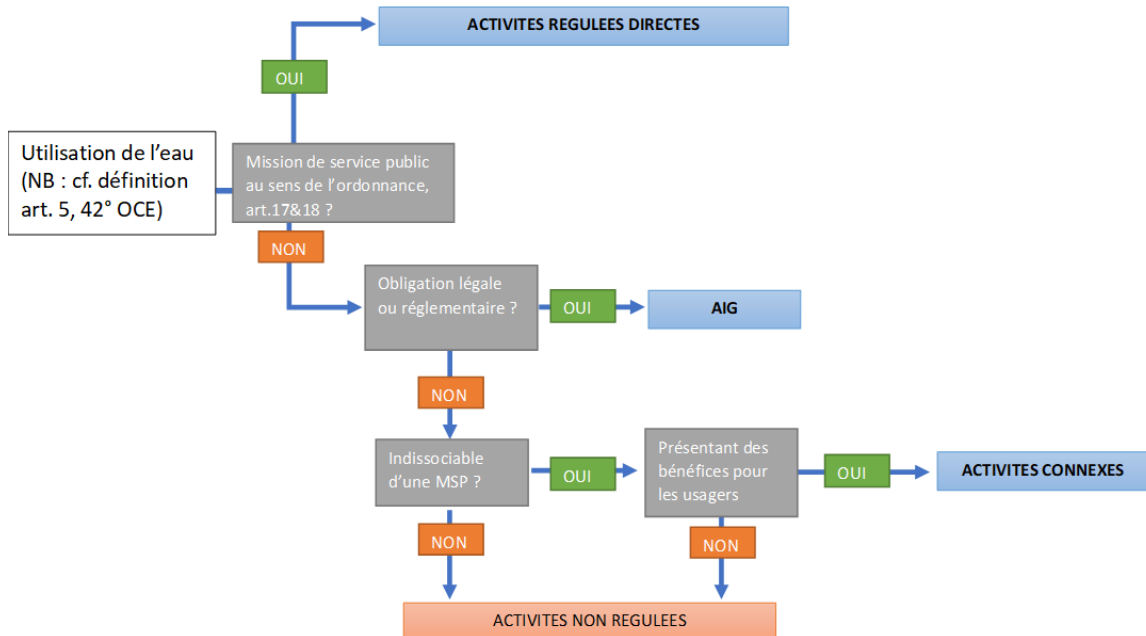 ACTIVITES REGULEES DIRECTES
OUI
Utilisation de l’eau
(NB : cf. définition
art. 5, 42° OCE)
Mission de service public
au sens de l’ordonnance,
art.17&18 ?
NON
Obligation légale
ou réglementaire ?
OUI
AIG
NON
Indissociable
d’une MSP ?
OUI
Présentant des
bénéfices pour
les usagers
OUI
ACTIVITES CONNEXES
NON
NON
ACTIVITES NON REGULEES